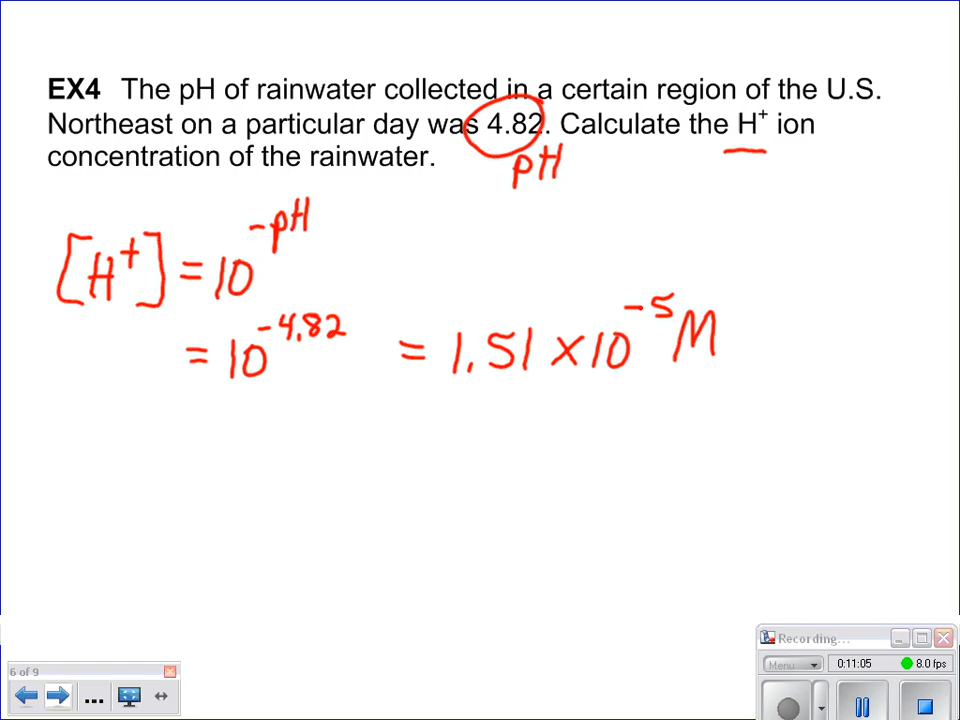 EX4 The pH of rainwater collected in a certain region of the U.S.
Northeast on a particular day was 4.82. Calculate the H⁺ ion
concentration of the rainwater.
pH
[H⁺] = 10^-pH
= 10^-4.82 = 1.51 × 10^-5 M
Recording...
Menu 0:11:05 8.0 fps
6 of 9
...